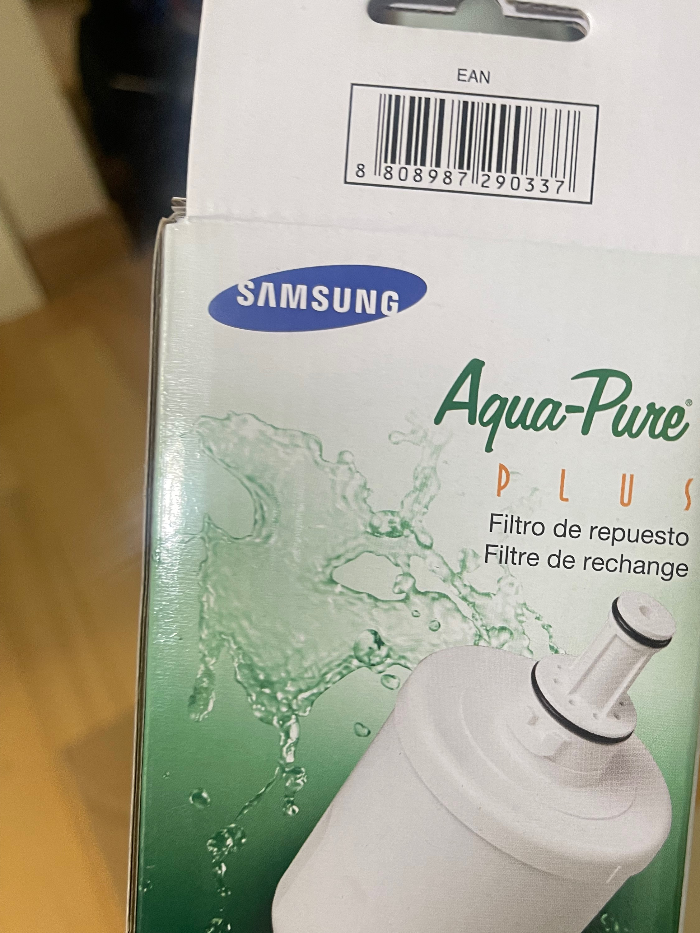 EAN
8 808987 290337
SAMSUNG
Aqua-Pure®
PLUS
Filtro de repuesto
Filtre de rechange